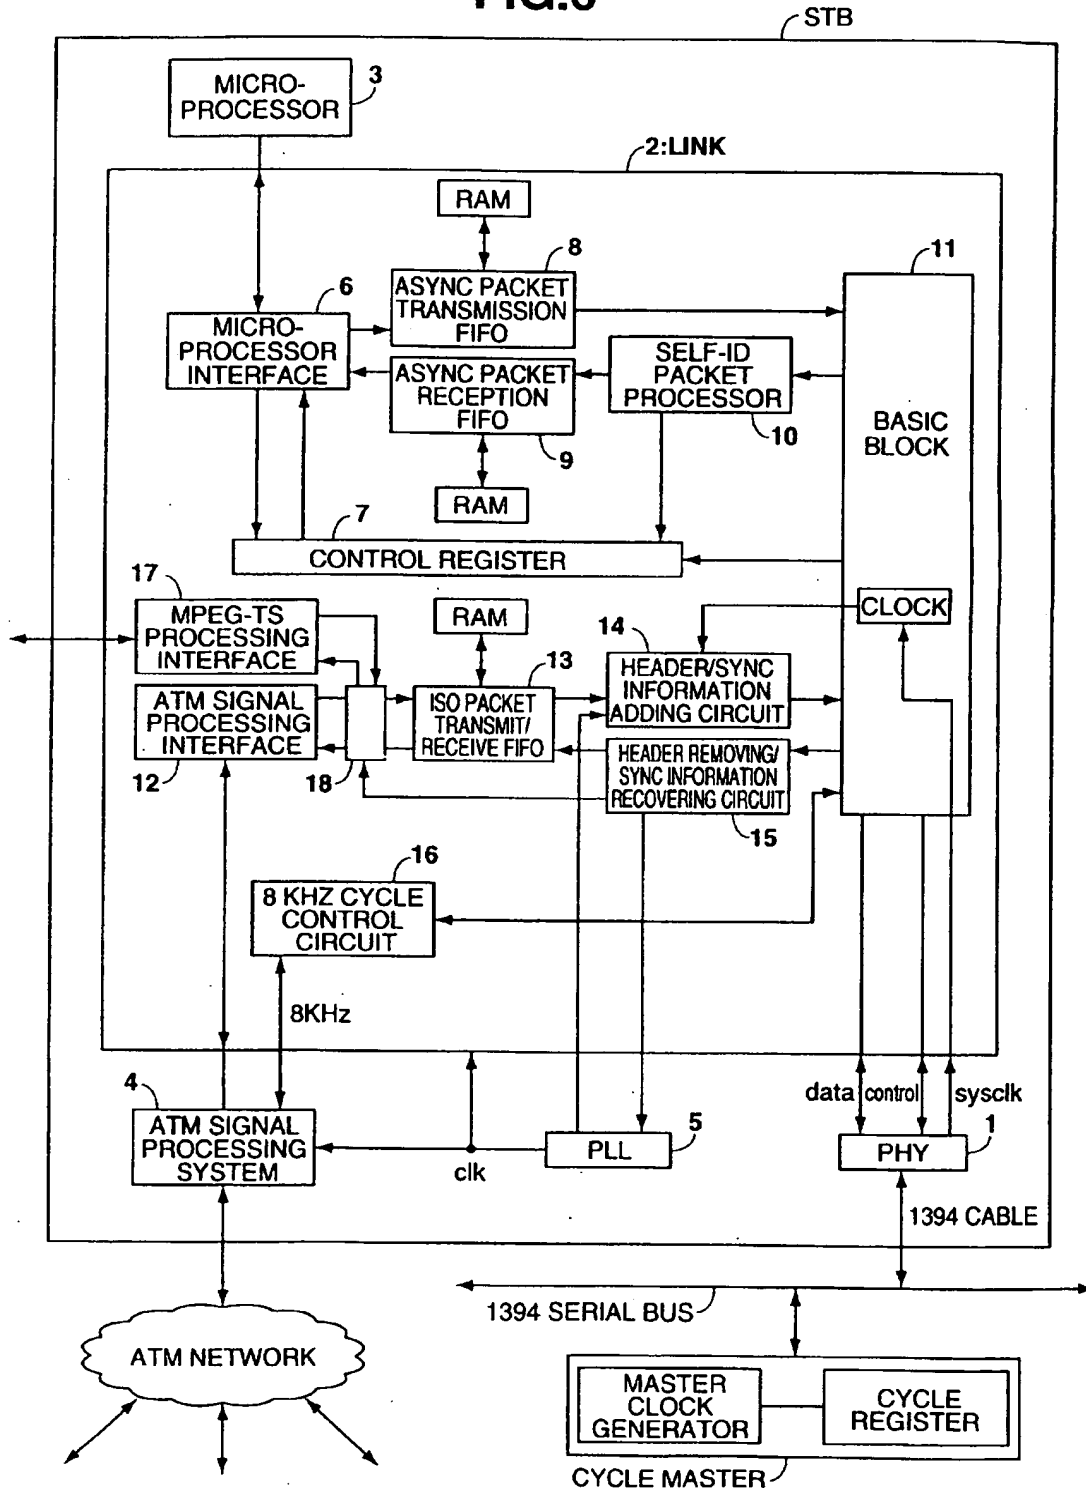 STB
MICRO-
PROCESSOR
3
2:LINK
RAM
8
11
ASYNC PACKET
TRANSMISSION
FIFO
6
MICRO-
PROCESSOR
INTERFACE
SELF-ID
PACKET
PROCESSOR
ASYNC PACKET
RECEPTION
FIFO
BASIC
BLOCK
10
9
RAM
7
CONTROL REGISTER
17
MPEG-TS
PROCESSING
INTERFACE
RAM
CLOCK
14
13
HEADER/SYNC
INFORMATION
ADDING CIRCUIT
ATM SIGNAL
PROCESSING
INTERFACE
ISO PACKET
TRANSMIT/
RECEIVE FIFO
HEADER REMOVING/
SYNC INFORMATION
RECOVERING CIRCUIT
12
18
15
16
8 KHZ CYCLE
CONTROL
CIRCUIT
8KHz
4
data
control
sysclk
ATM SIGNAL
PROCESSING
SYSTEM
clk
PLL
5
PHY
1
1394 CABLE
1394 SERIAL BUS
ATM NETWORK
MASTER
CLOCK
GENERATOR
CYCLE
REGISTER
CYCLE MASTER